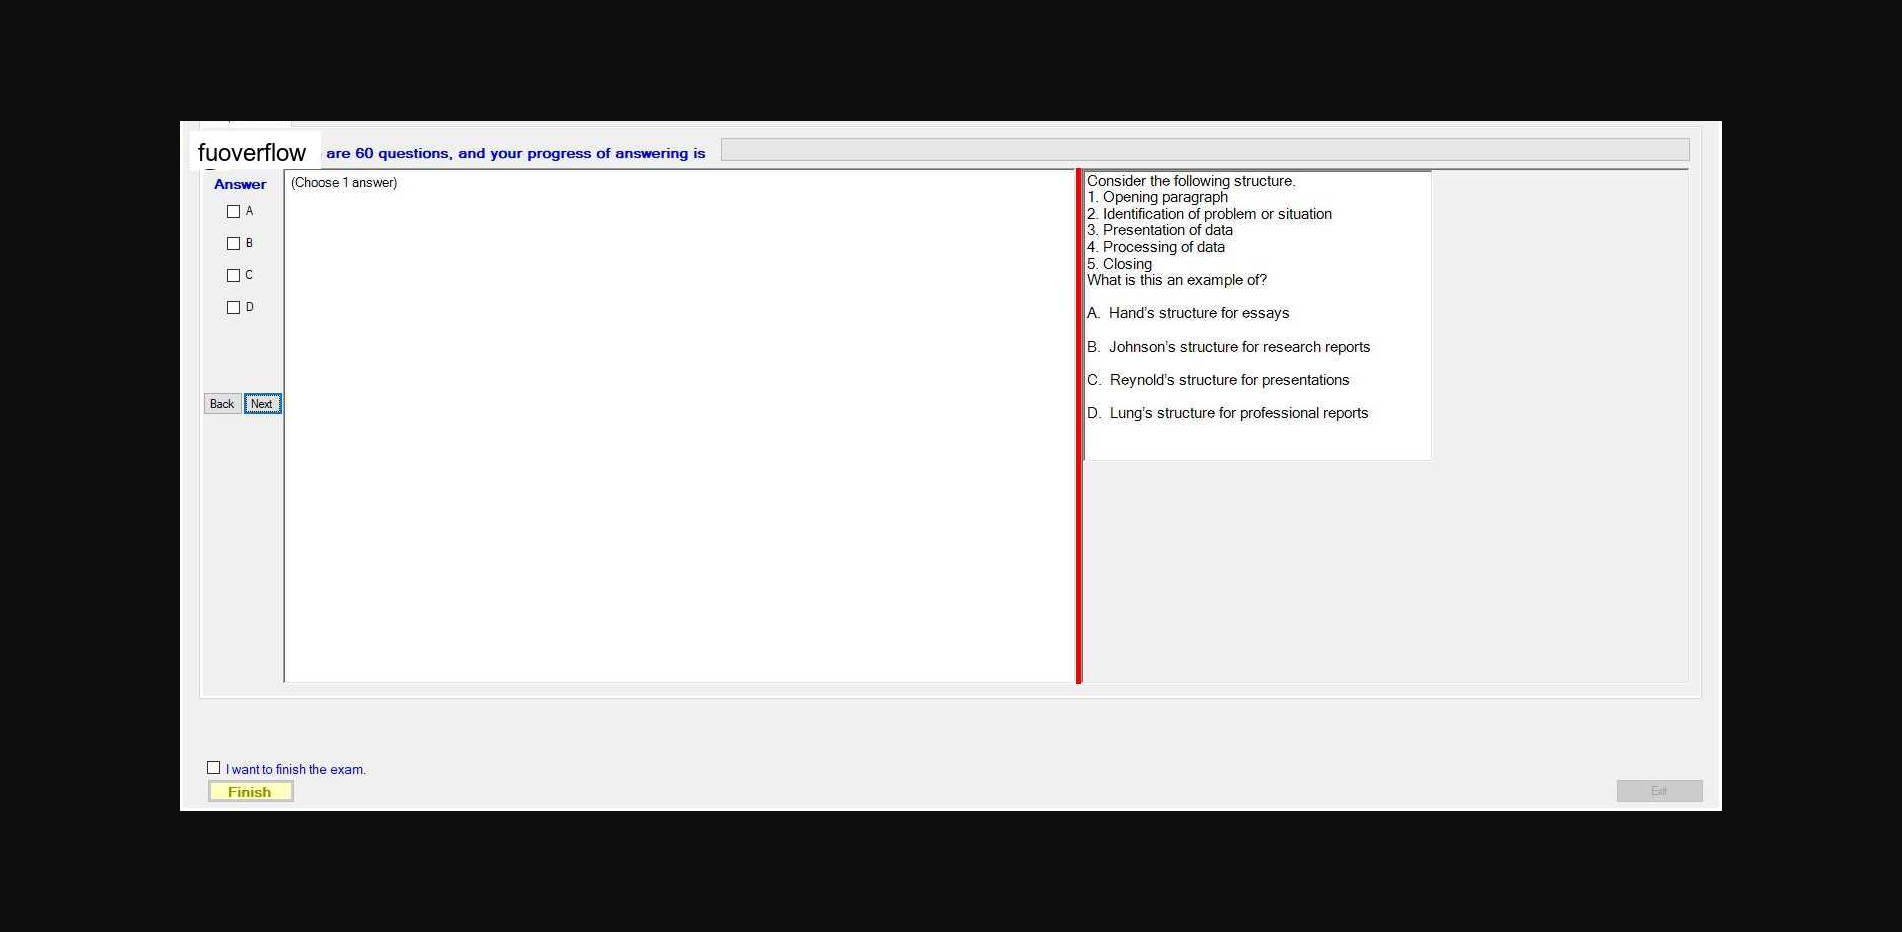 fuoverflow are 60 questions, and your progress of answering is
Answer
A
B
C
D
Back Next
(Choose 1 answer)
Consider the following structure.
1. Opening paragraph
2. Identification of problem or situation
3. Presentation of data
4. Processing of data
5. Closing
What is this an example of?
A. Hand's structure for essays
B. Johnson's structure for research reports
C. Reynold's structure for presentations
D. Lung's structure for professional reports
I want to finish the exam.
Finish
Exit